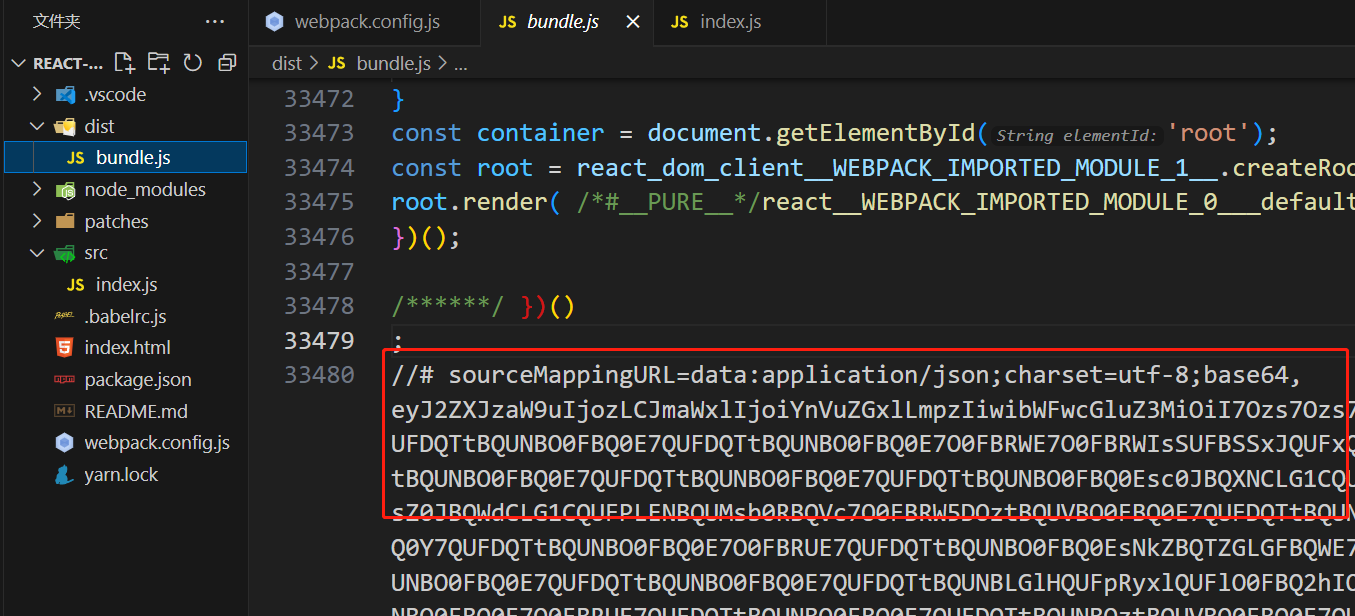 文件夹 ...
webpack.config.js
JS bundle.js
JS index.js
REACT-...
dist > JS bundle.js > ...
.vscode
dist
JS bundle.js
node_modules
patches
src
JS index.js
BABEL .babelrc.js
5 index.html
npm package.json
M README.md
webpack.config.js
yarn.lock
33472 }
33473 const container = document.getElementById( String elementId: 'root');
33474 const root = react_dom_client__WEBPACK_IMPORTED_MODULE_1__.createRoo
33475 root.render( /*#__PURE__*/react__WEBPACK_IMPORTED_MODULE_0___default
33476 })();
33477
33478 /******/ })()
33479 ;
33480 //# sourceMappingURL=data:application/json;charset=utf-8;base64,
eyJ2ZXJzaW9uIjozLCJmaWxlIjoiYnVuZGxlLmpzIiwibWFwcGluZ3MiOiI7Ozs7Ozs7
UFDQTtBQUNBO0FBQ0E7QUFDQTtBQUNBO0FBQ0E7O0FBRWE7O0FBRWIsSUFBSSxJQUFxQ
tBQUNBO0FBQ0E7QUFDQTtBQUNBO0FBQ0E7QUFDQTtBQUNBO0FBQ0Esc0JBQXNCLG1CQU